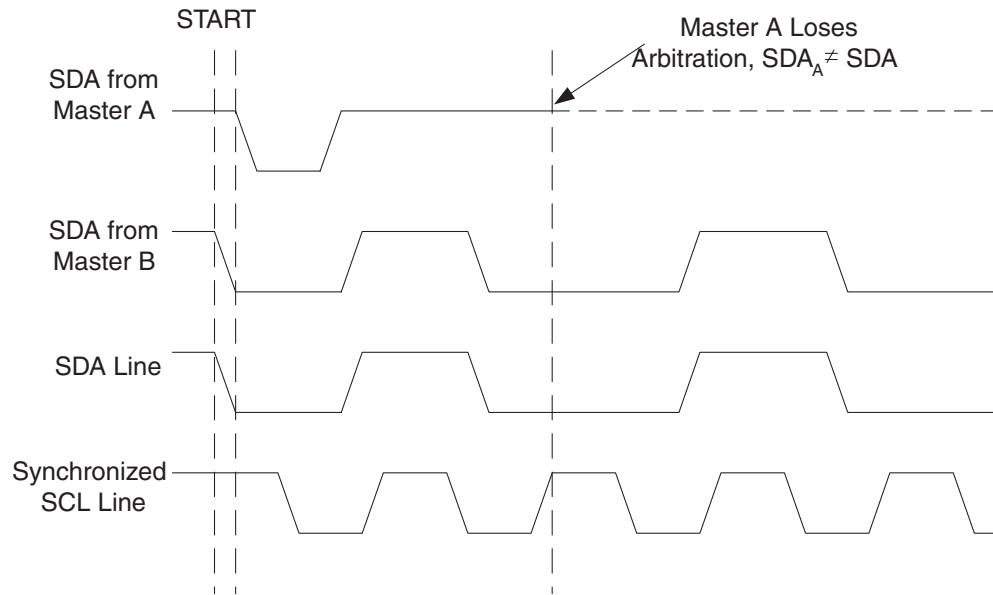 START
Master A Loses
Arbitration, SDA_A ≠ SDA
SDA from
Master A
SDA from
Master B
SDA Line
Synchronized
SCL Line